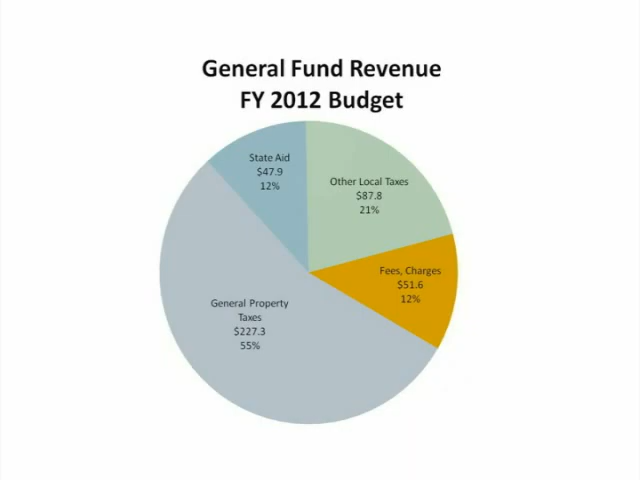 General Fund Revenue
FY 2012 Budget
State Aid
$47.9
12%
Other Local Taxes
$87.8
21%
Fees, Charges
$51.6
12%
General Property
Taxes
$227.3
55%